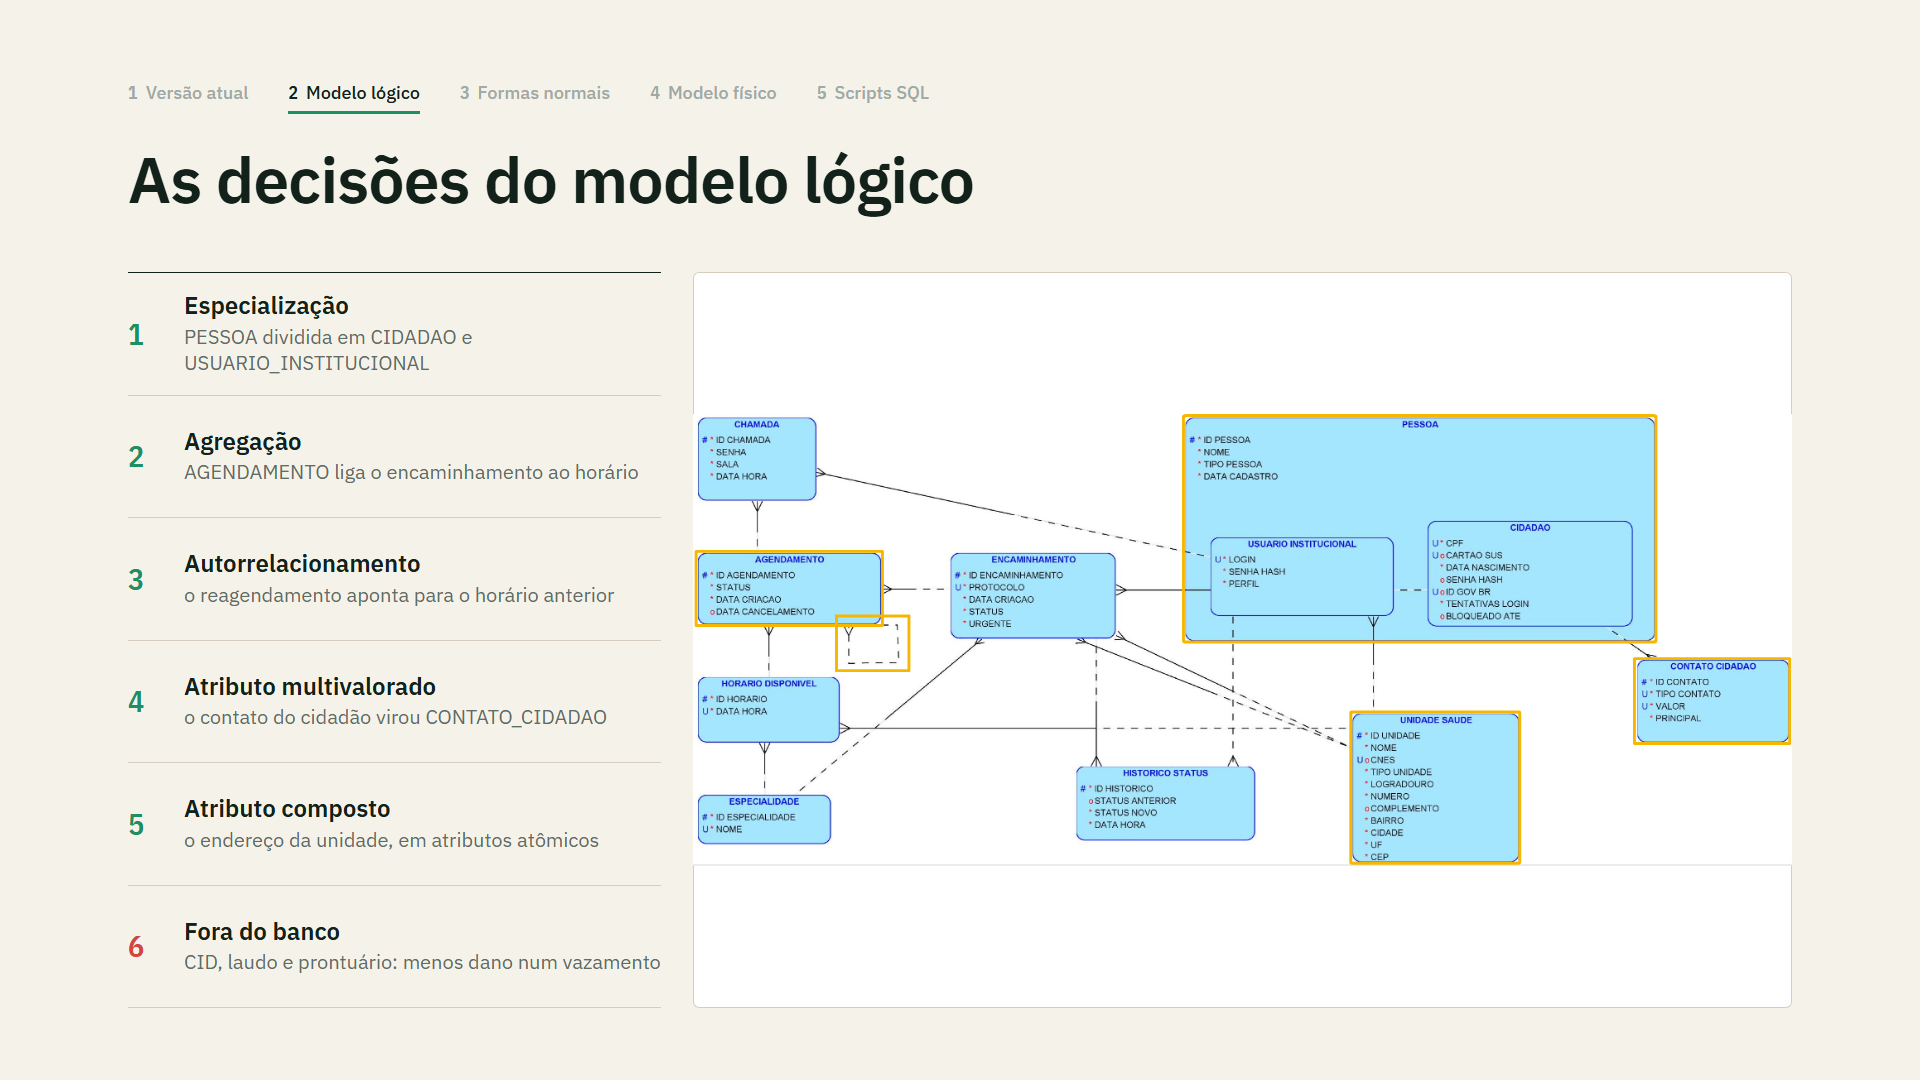 1 Versão atual
2 Modelo lógico
3 Formas normais
4 Modelo físico
5 Scripts SQL
As decisões do modelo lógico
1
Especialização
PESSOA dividida em CIDADAO e
USUARIO_INSTITUCIONAL
2
Agregação
AGENDAMENTO liga o encaminhamento ao horário
3
Autorrelacionamento
o reagendamento aponta para o horário anterior
4
Atributo multivalorado
o contato do cidadão virou CONTATO_CIDADAO
5
Atributo composto
o endereço da unidade, em atributos atômicos
6
Fora do banco
CID, laudo e prontuário: menos dano num vazamento
CHAMADA
# * ID CHAMADA
* SENHA
* SALA
* DATA HORA
PESSOA
# * ID PESSOA
* NOME
* TIPO PESSOA
* DATA CADASTRO
USUARIO INSTITUCIONAL
U * LOGIN
* SENHA HASH
* PERFIL
CIDADAO
U * CPF
U o CARTAO SUS
* DATA NASCIMENTO
o SENHA HASH
U o ID GOV BR
* TENTATIVAS LOGIN
o BLOQUEADO ATE
AGENDAMENTO
# * ID AGENDAMENTO
* STATUS
* DATA CRIACAO
o DATA CANCELAMENTO
ENCAMINHAMENTO
# * ID ENCAMINHAMENTO
U * PROTOCOLO
* DATA CRIACAO
* STATUS
* URGENTE
HORARIO DISPONIVEL
# * ID HORARIO
U * DATA HORA
CONTATO CIDADAO
# * ID CONTATO
U * TIPO CONTATO
U * VALOR
* PRINCIPAL
UNIDADE SAUDE
# * ID UNIDADE
* NOME
U o CNES
* TIPO UNIDADE
* LOGRADOURO
* NUMERO
o COMPLEMENTO
* BAIRRO
* CIDADE
* UF
* CEP
HISTORICO STATUS
# * ID HISTORICO
o STATUS ANTERIOR
* STATUS NOVO
* DATA HORA
ESPECIALIDADE
# * ID ESPECIALIDADE
U * NOME